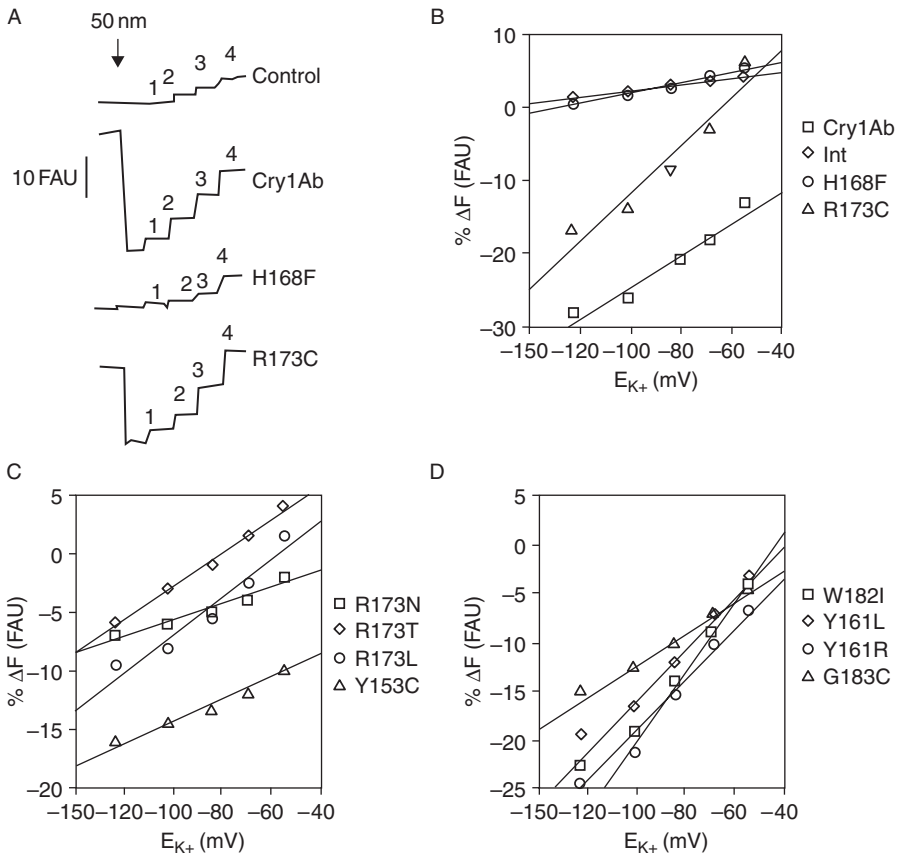 A
50 nm
1 2 3 4 Control
10 FAU
1 2 3 4 Cry1Ab
1 2 3 4 H168F
1 2 3 4 R173C
B
10
0
−10
−20
−30
% ΔF (FAU)
−150 −120 −100 −80 −60 −40
E_K+ (mV)
Cry1Ab
Int
H168F
R173C
C
5
0
−5
−10
−15
−20
% ΔF (FAU)
−150 −120 −100 −80 −60 −40
E_K+ (mV)
R173N
R173T
R173L
Y153C
D
5
0
−5
−10
−15
−20
−25
% ΔF (FAU)
−150 −120 −100 −80 −60 −40
E_K+ (mV)
W182I
Y161L
Y161R
G183C